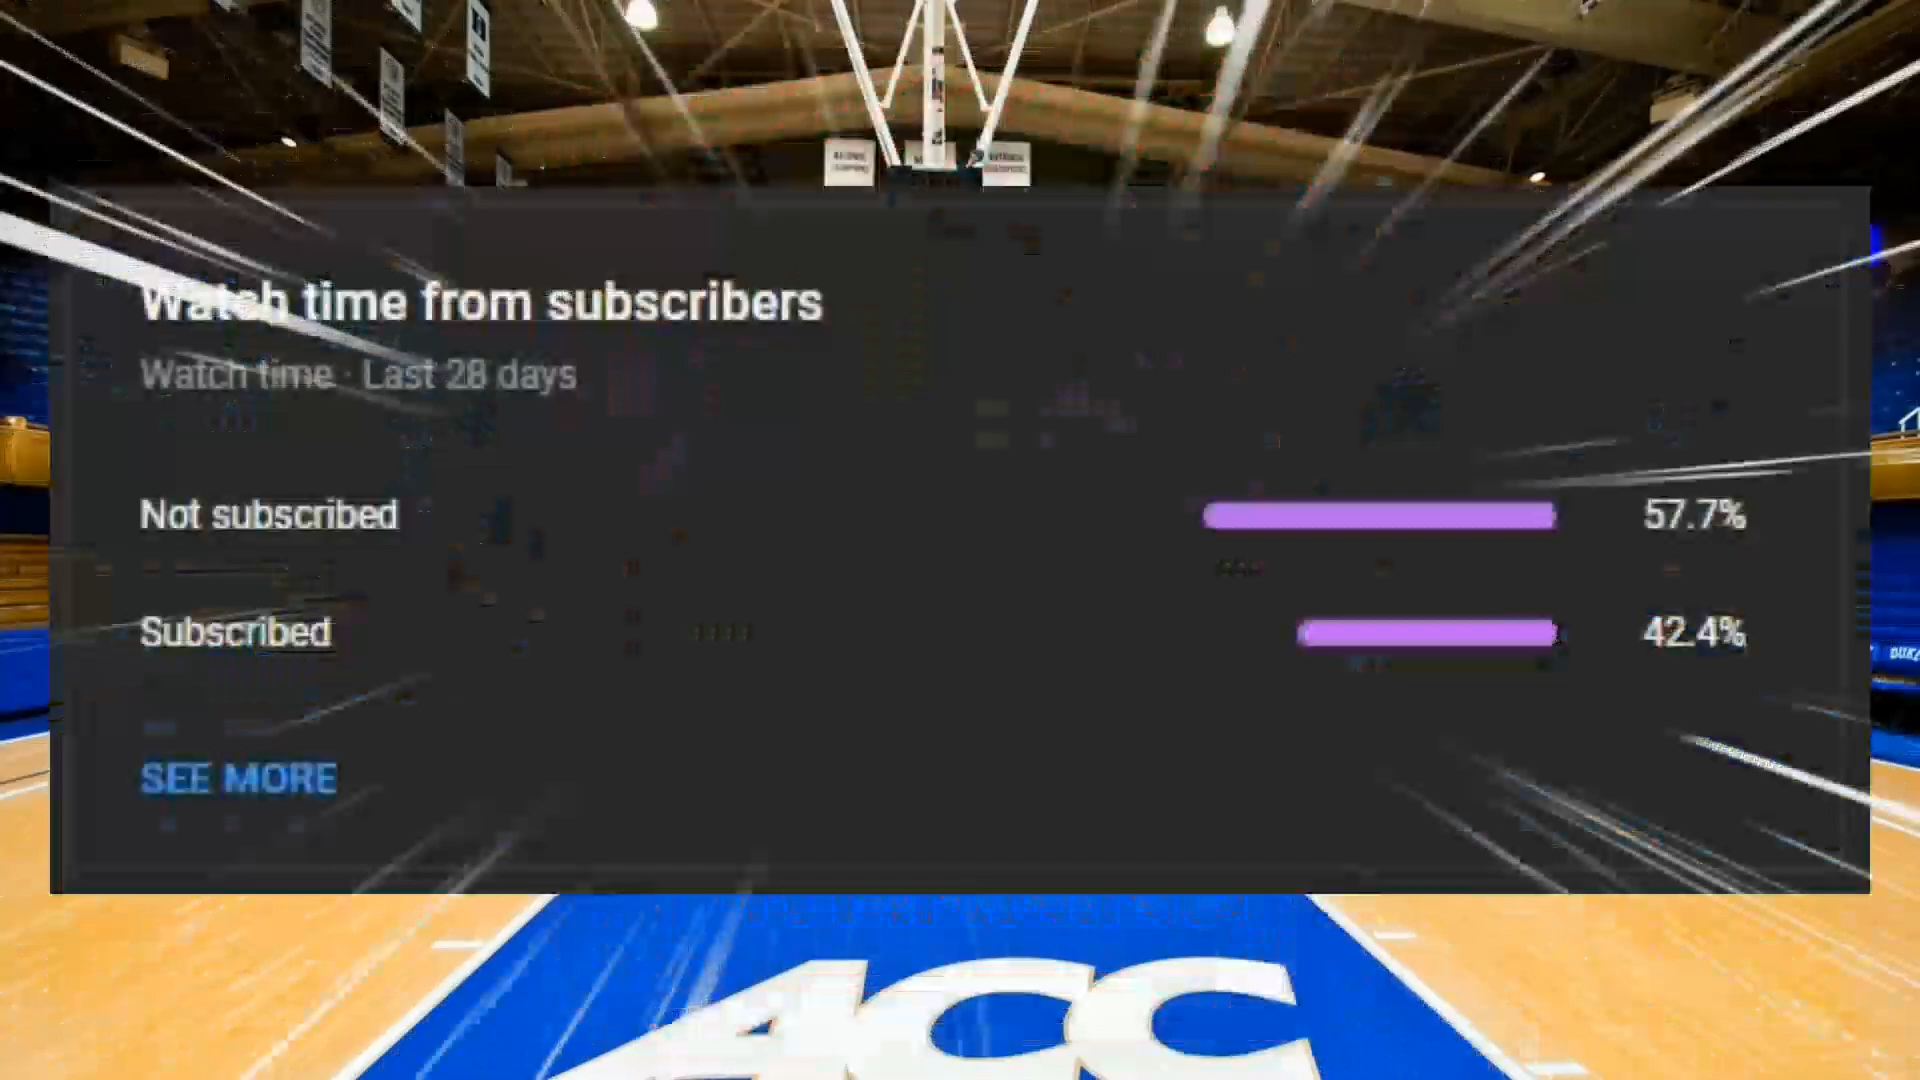 Watch time from subscribers
Watch time · Last 28 days
Not subscribed 57.7%
Subscribed 42.4%
SEE MORE
DUKE
ACC